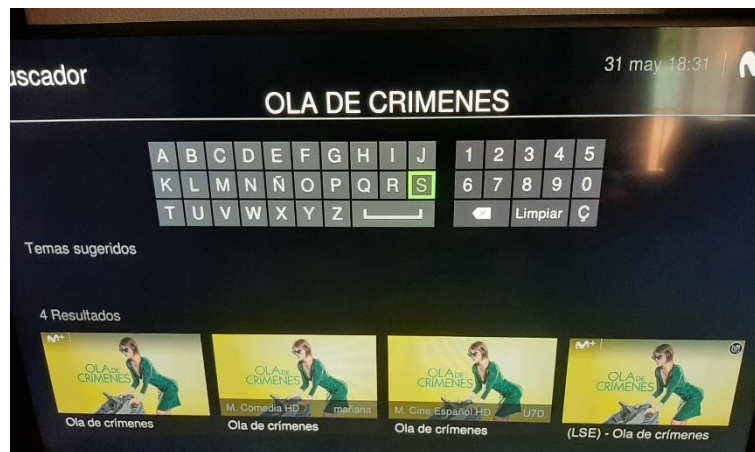 uscador
31 may 18:31
OLA DE CRIMENES
A B C D E F G H I J 1 2 3 4 5
K L M N Ñ O P Q R S 6 7 8 9 0
T U V W X Y Z Limpiar Ç
Temas sugeridos
4 Resultados
M+
OLA DE
CRIMENES
Ola de crimenes
OLA DE
CRIMENES
M. Comedia HD mañana
Ola de crímenes
OLA DE
CRIMENES
M. Cine Español HD U7D
Ola de crímenes
M+
OLA DE
CRIMENES
(LSE) - Ola de crímenes